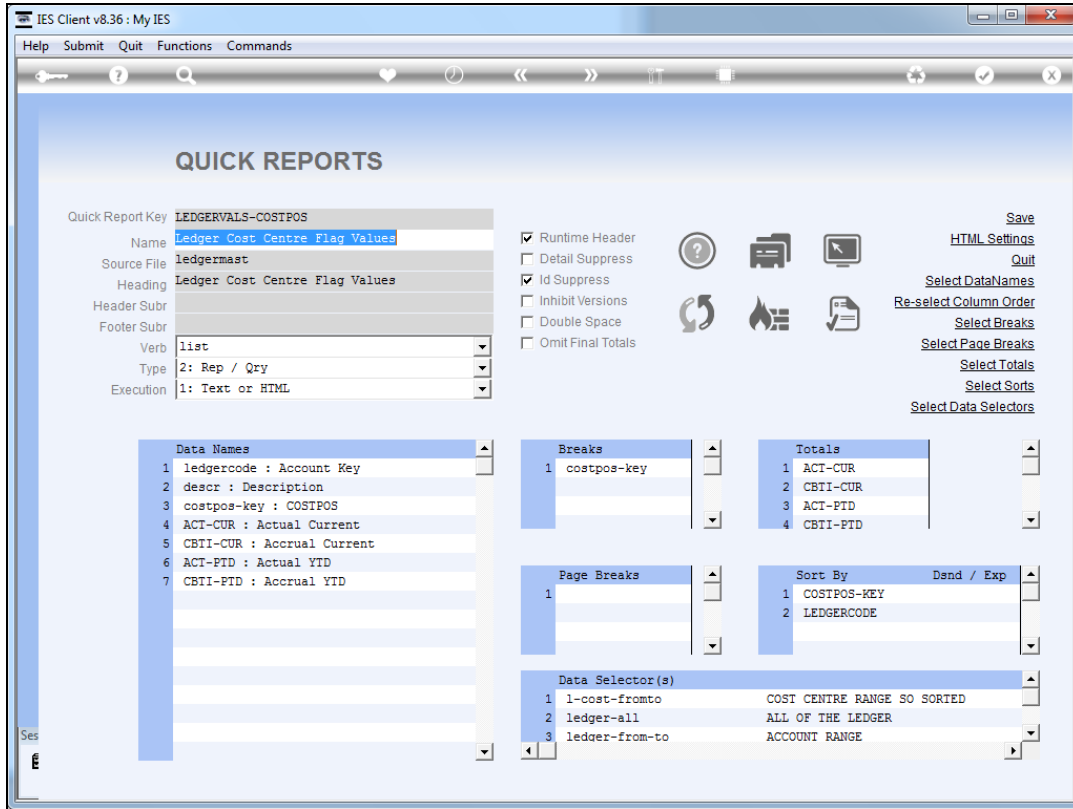 IES Client v8.36 : My IES
Help Submit Quit Functions Commands
QUICK REPORTS
Quick Report Key LEDGERVALS-COSTPOS
Name Ledger Cost Centre Flag Values
Source File ledgermast
Heading Ledger Cost Centre Flag Values
Header Subr
Footer Subr
Verb list
Type 2: Rep / Qry
Execution 1: Text or HTML
Runtime Header
Detail Suppress
Id Suppress
Inhibit Versions
Double Space
Omit Final Totals
Save
HTML Settings
Quit
Select DataNames
Re-select Column Order
Select Breaks
Select Page Breaks
Select Totals
Select Sorts
Select Data Selectors
Data Names
1 ledgercode : Account Key
2 descr : Description
3 costpos-key : COSTPOS
4 ACT-CUR : Actual Current
5 CBTI-CUR : Accrual Current
6 ACT-PTD : Actual YTD
7 CBTI-PTD : Accrual YTD
Breaks
1 costpos-key
Totals
1 ACT-CUR
2 CBTI-CUR
3 ACT-PTD
4 CBTI-PTD
Page Breaks
1
Sort By Dsnd / Exp
1 COSTPOS-KEY
2 LEDGERCODE
Data Selector(s)
1 l-cost-fromto COST CENTRE RANGE SO SORTED
2 ledger-all ALL OF THE LEDGER
3 ledger-from-to ACCOUNT RANGE
Ses